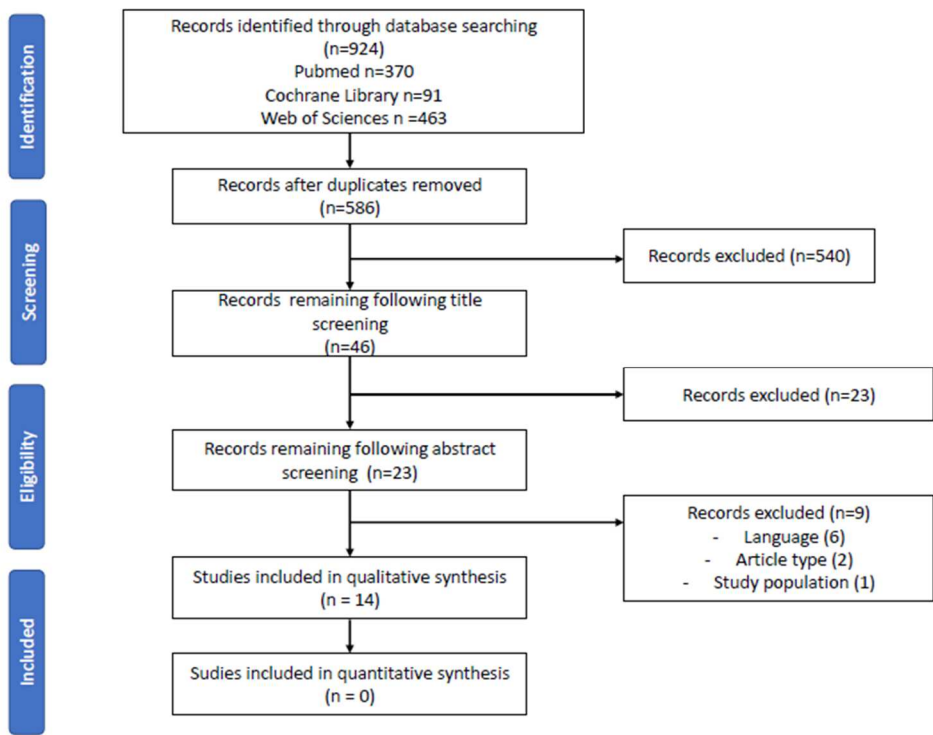 Identification
Records identified through database searching
(n=924)
Pubmed n=370
Cochrane Library n=91
Web of Sciences n =463
Records after duplicates removed
(n=586)
Screening
Records excluded (n=540)
Records remaining following title
screening
(n=46)
Records excluded (n=23)
Eligibility
Records remaining following abstract
screening (n=23)
Records excluded (n=9)
- Language (6)
- Article type (2)
- Study population (1)
Included
Studies included in qualitative synthesis
(n = 14)
Sudies included in quantitative synthesis
(n = 0)